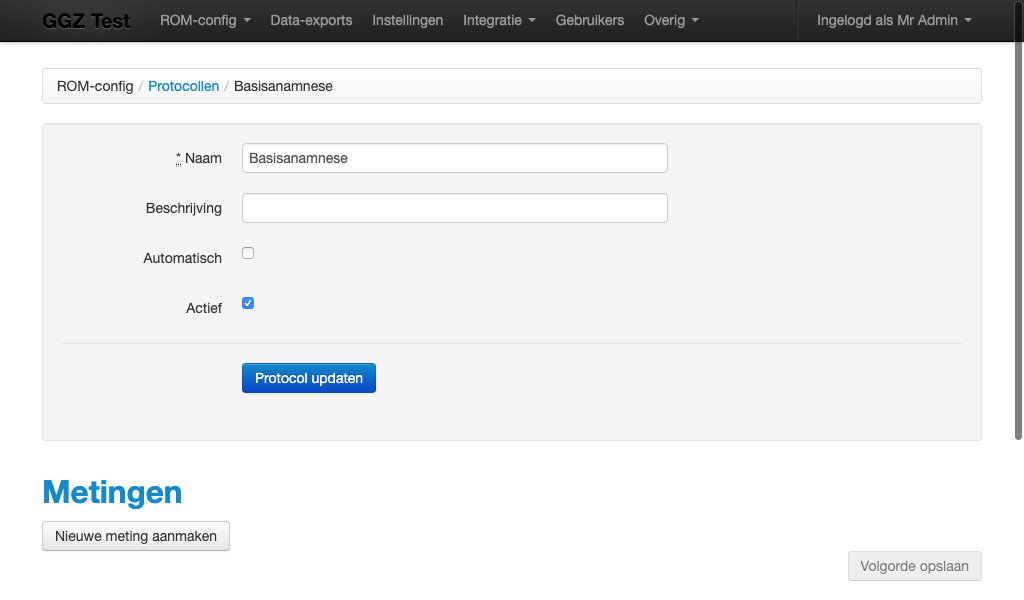 GGZ Test ROM-config Data-exports Instellingen Integratie Gebruikers Overig Ingelogd als Mr Admin
ROM-config / Protocollen / Basisanamnese
* Naam Basisanamnese
Beschrijving
Automatisch
Actief
Protocol updaten
Metingen
Nieuwe meting aanmaken
Volgorde opslaan